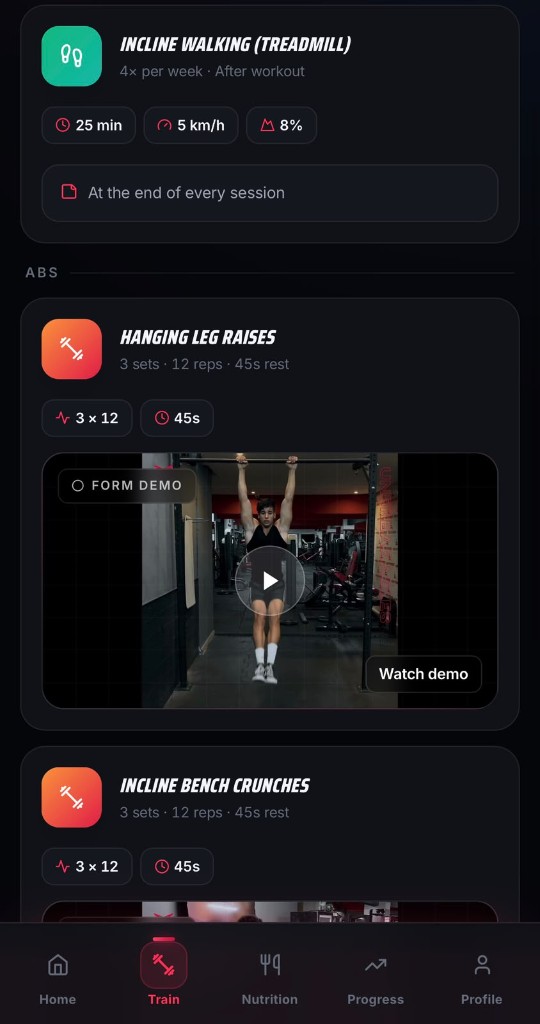 INCLINE WALKING (TREADMILL)
4× per week · After workout
25 min
5 km/h
8%
At the end of every session
ABS
HANGING LEG RAISES
3 sets · 12 reps · 45s rest
3 × 12
45s
FORM DEMO
Watch demo
INCLINE BENCH CRUNCHES
3 sets · 12 reps · 45s rest
3 × 12
45s
Home
Train
Nutrition
Progress
Profile